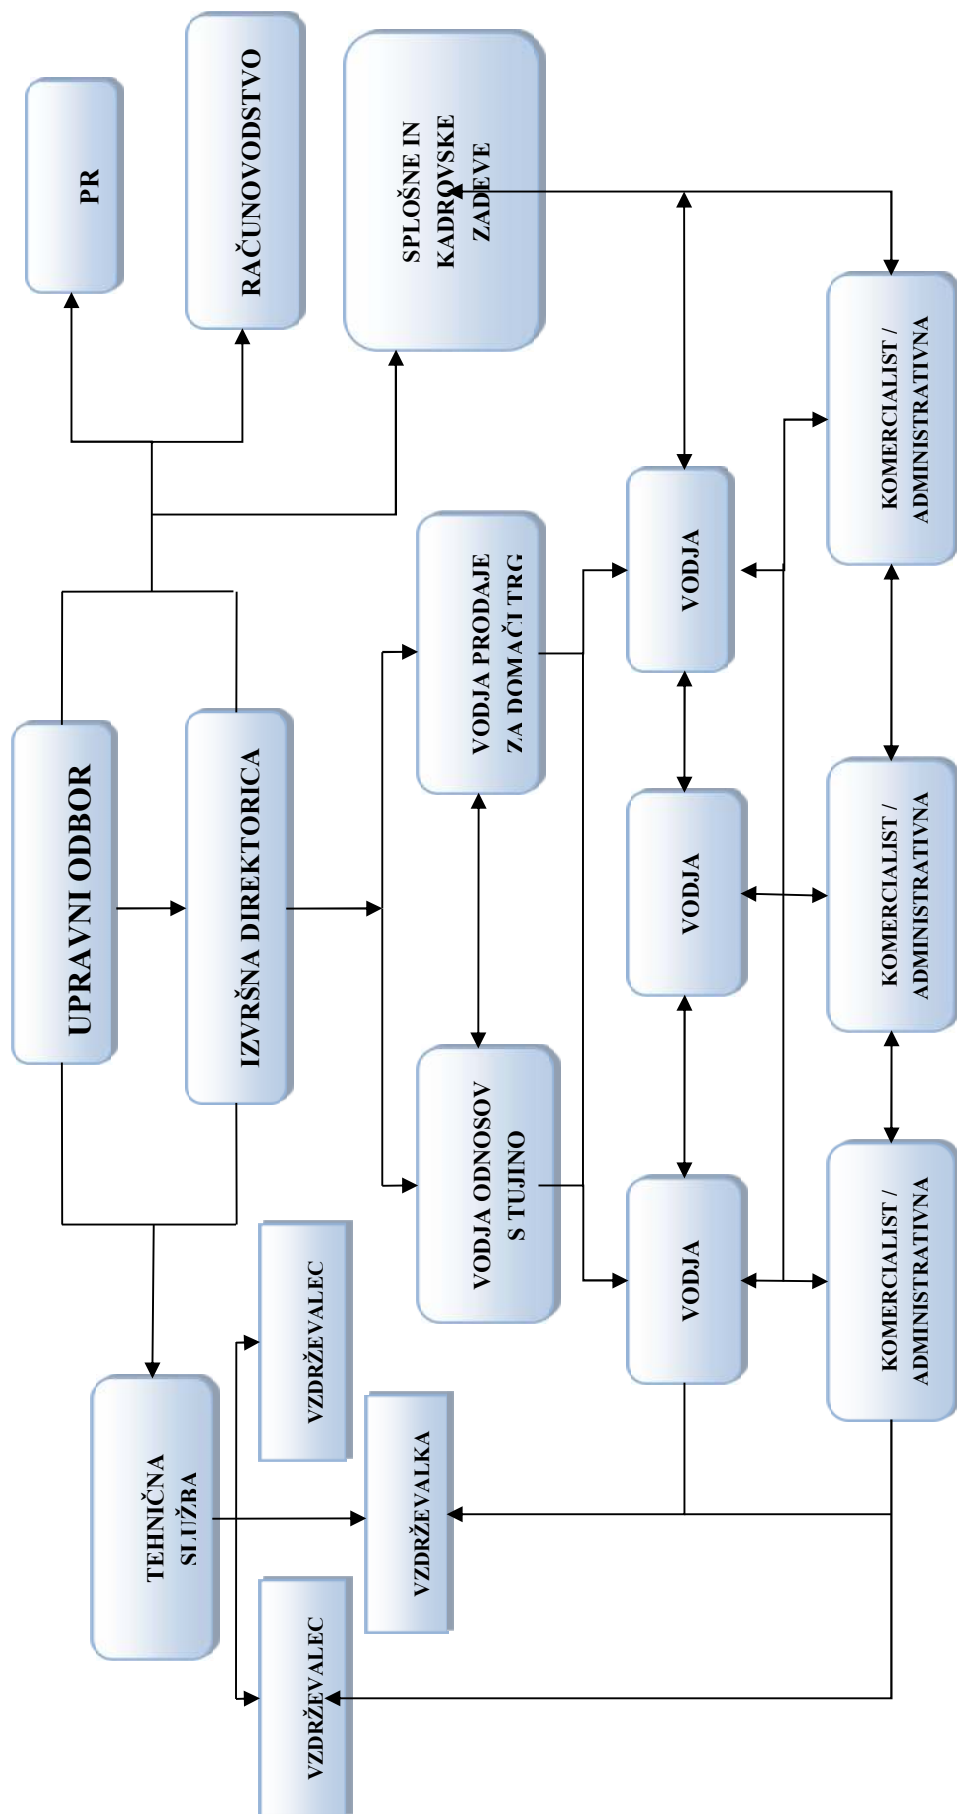 UPRAVNI ODBOR
PR
TEHNIČNA
SLUŽBA
IZVRŠNA DIREKTORICA
RAČUNOVODSTVO
VZDRŽEVALEC
VZDRŽEVALEC
VZDRŽEVALKA
SPLOŠNE IN
KADROVSKE
ZADEVE
VODJA ODNOSOV
S TUJINO
VODJA PRODAJE
ZA DOMAČI TRG
VODJA
VODJA
VODJA
KOMERCIALIST /
ADMINISTRATIVNA
KOMERCIALIST /
ADMINISTRATIVNA
KOMERCIALIST /
ADMINISTRATIVNA